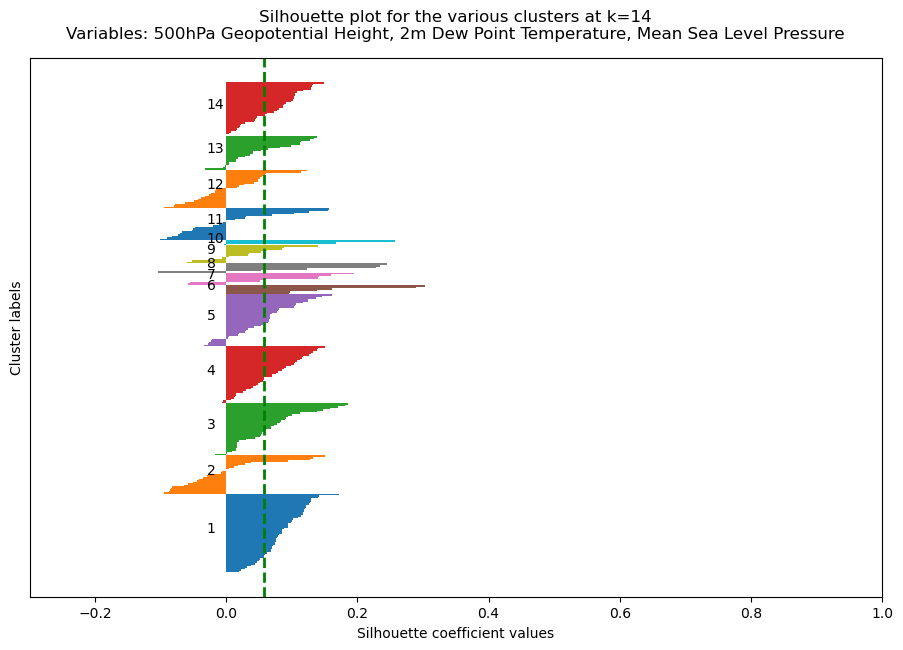 Silhouette plot for the various clusters at k=14
Variables: 500hPa Geopotential Height, 2m Dew Point Temperature, Mean Sea Level Pressure
Cluster labels
14
13
12
11
10
9
8
7
6
5
4
3
2
1
−0.2 0.0 0.2 0.4 0.6 0.8 1.0
Silhouette coefficient values